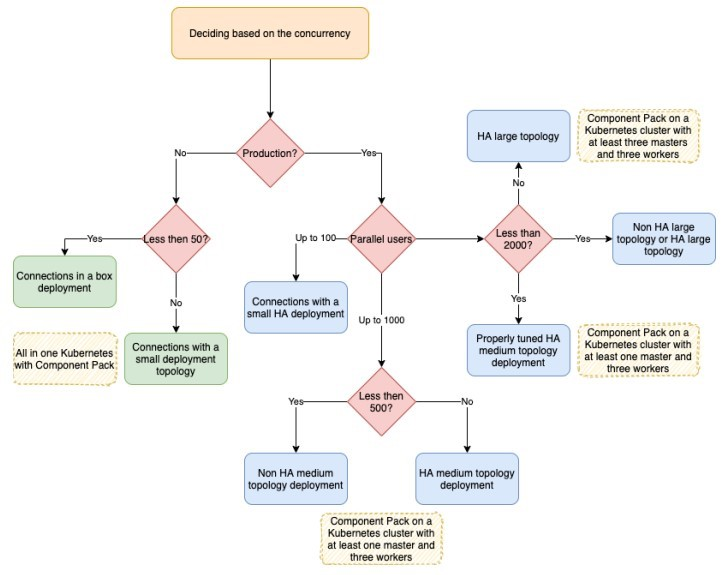 Deciding based on the concurrency
Production?
No
Yes
HA large topology
Component Pack on a
Kubernetes cluster with
at least three masters
and three workers
No
Less then 50?
Yes
Parallel users
Up to 100
Less than
2000?
Yes
Non HA large
topology or HA large
topology
Connections in a box
deployment
No
Connections with a
small HA deployment
Up to 1000
Yes
All in one Kubernetes
with Component Pack
Connections with a
small deployment
topology
Properly tuned HA
medium topology
deployment
Component Pack on a
Kubernetes cluster with
at least one master and
three workers
Less then
500?
Yes
No
Non HA medium
topology deployment
HA medium topology
deployment
Component Pack on a
Kubernetes cluster with
at least one master and
three workers